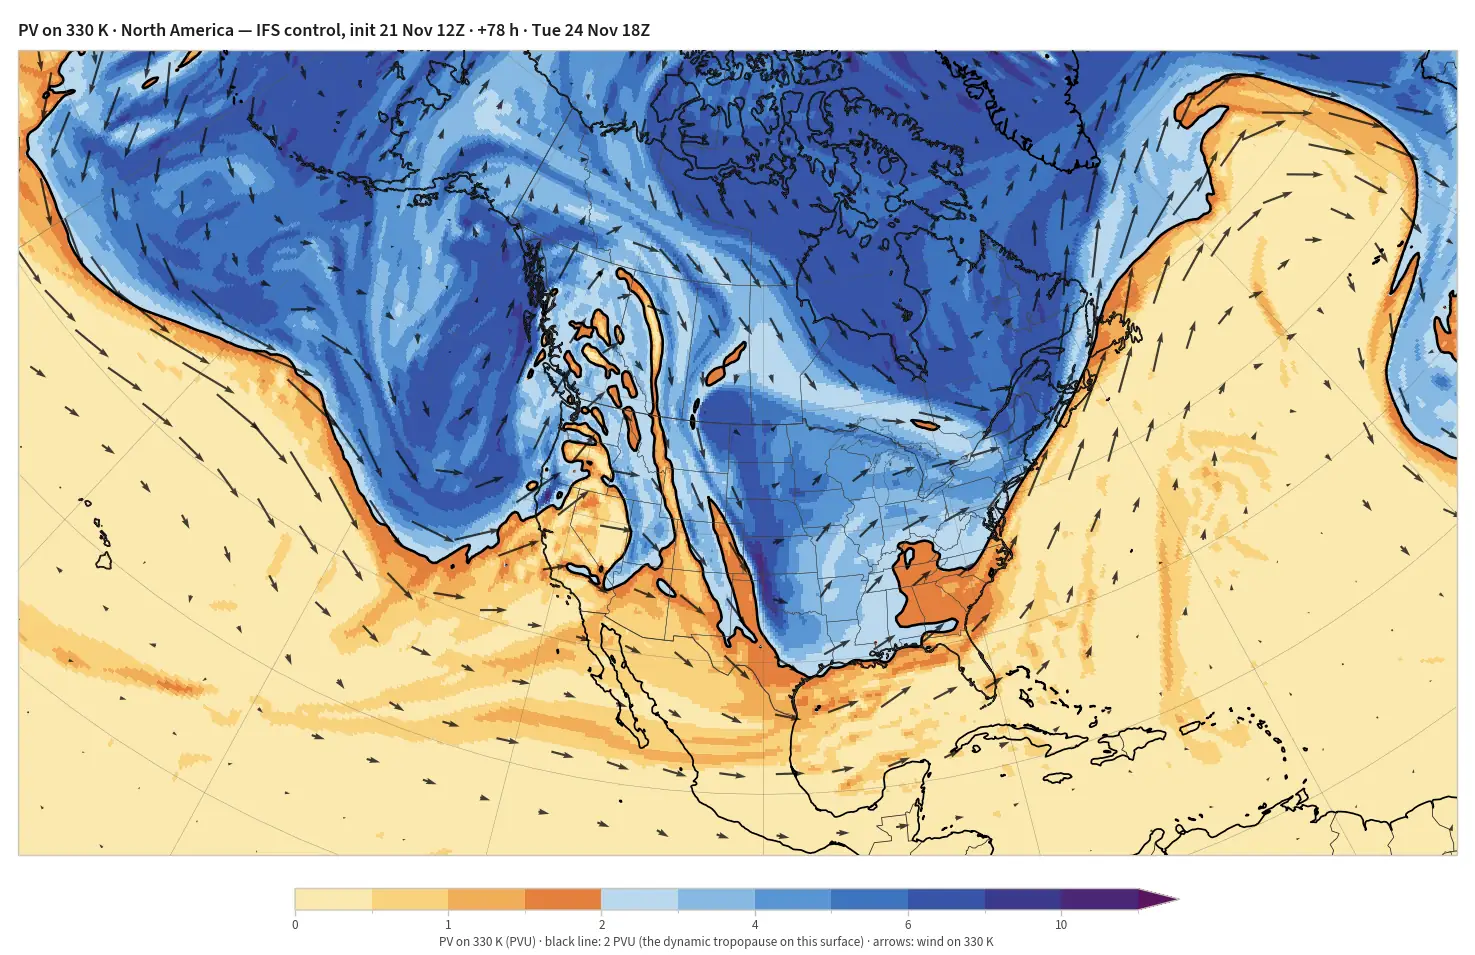 PV on 330 K · North America — IFS control, init 21 Nov 12Z · +78 h · Tue 24 Nov 18Z
0 1 2 4 6 10
PV on 330 K (PVU) · black line: 2 PVU (the dynamic tropopause on this surface) · arrows: wind on 330 K